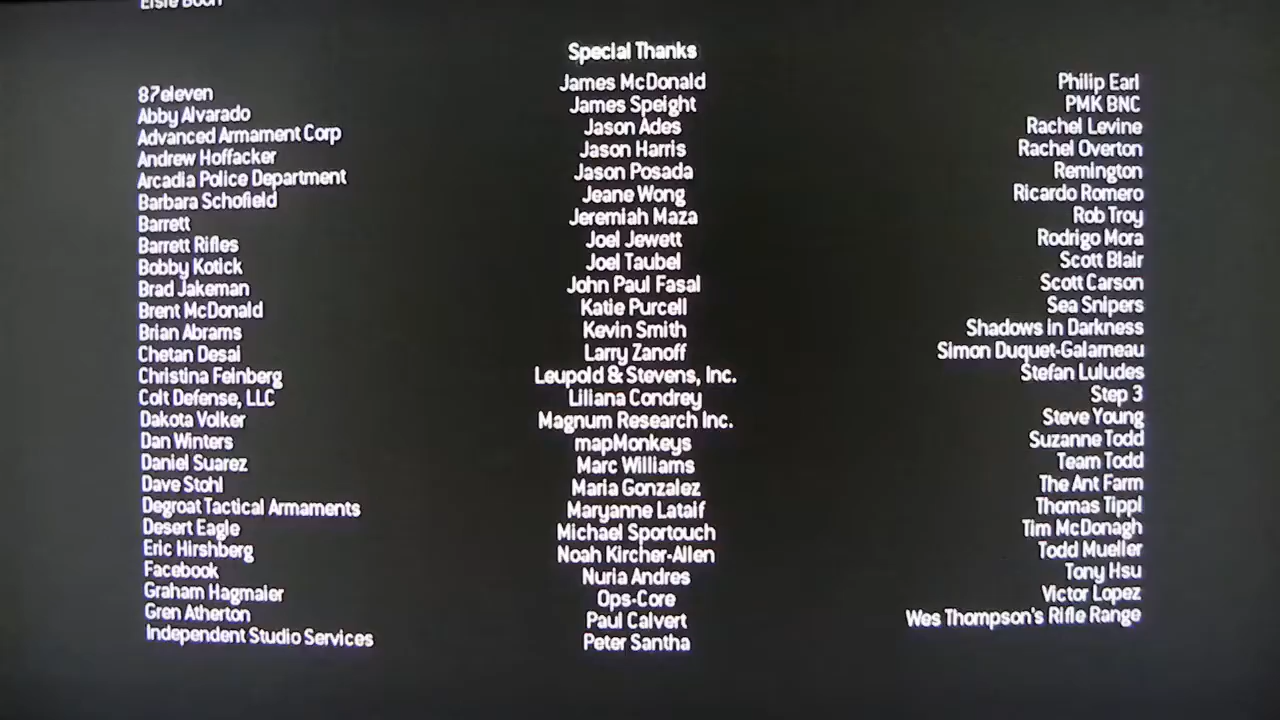 Elsie Boon
Special Thanks
87eleven
Abby Alvarado
Advanced Armament Corp
Andrew Hoffacker
Arcadia Police Department
Barbara Schofield
Barrett
Barrett Rifles
Bobby Kotick
Brad Jakeman
Brent McDonald
Brian Abrams
Chetan Desai
Christina Feinberg
Colt Defense, LLC
Dakota Volker
Dan Winters
Daniel Suarez
Dave Stohl
Degroat Tactical Armaments
Desert Eagle
Eric Hirshberg
Facebook
Graham Hagmaier
Gren Atherton
Independent Studio Services
James McDonald
James Speight
Jason Ades
Jason Harris
Jason Posada
Jeane Wong
Jeremiah Maza
Joel Jewett
Joel Taubel
John Paul Fasal
Katie Purcell
Kevin Smith
Larry Zanoff
Leupold & Stevens, Inc.
Liliana Condrey
Magnum Research Inc.
mapMonkeys
Marc Williams
Maria Gonzalez
Maryanne Lataif
Michael Sportouch
Noah Kircher-Allen
Nuria Andres
Ops-Core
Paul Calvert
Peter Santha
Philip Earl
PMK BNC
Rachel Levine
Rachel Overton
Remington
Ricardo Romero
Rob Troy
Rodrigo Mora
Scott Blair
Scott Carson
Sea Snipers
Shadows in Darkness
Simon Duquet-Galarneau
Stefan Luludes
Step 3
Steve Young
Suzanne Todd
Team Todd
The Ant Farm
Thomas Tippl
Tim McDonagh
Todd Mueller
Tony Hsu
Victor Lopez
Wes Thompson's Rifle Range